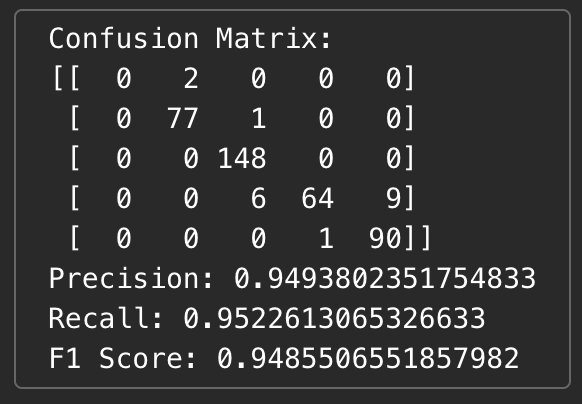 Confusion Matrix:
[[  0   2   0   0   0]
 [  0  77   1   0   0]
 [  0   0 148   0   0]
 [  0   0   6  64   9]
 [  0   0   0   1  90]]
Precision: 0.9493802351754833
Recall: 0.9522613065326633
F1 Score: 0.9485506551857982